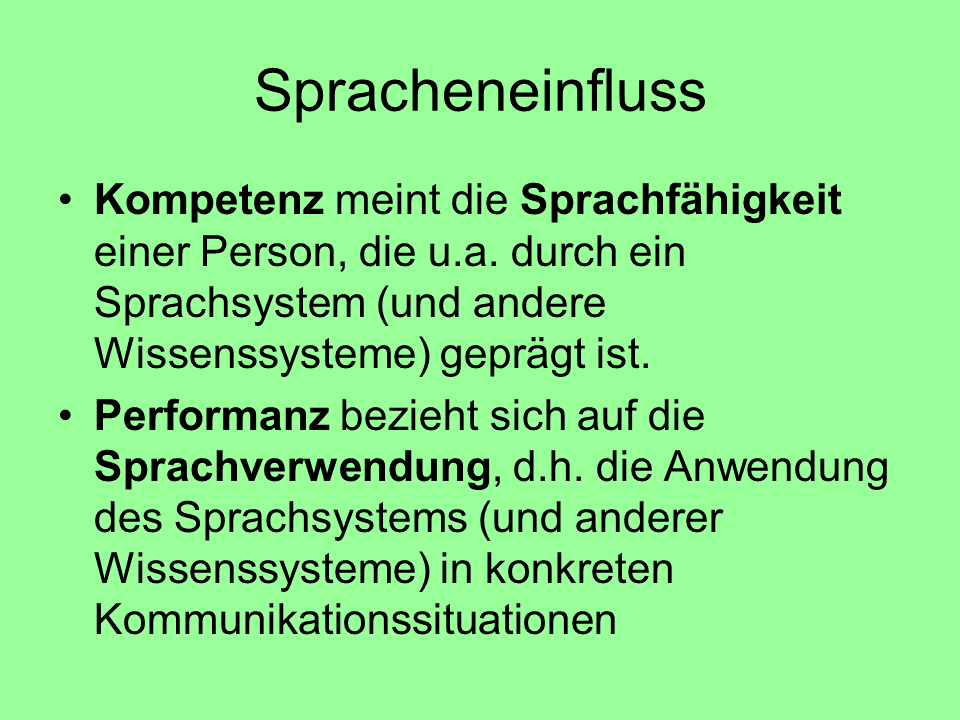 Spracheneinfluss
• Kompetenz meint die Sprachfähigkeit
einer Person, die u.a. durch ein
Sprachsystem (und andere
Wissenssysteme) geprägt ist.
• Performanz bezieht sich auf die
Sprachverwendung, d.h. die Anwendung
des Sprachsystems (und anderer
Wissenssysteme) in konkreten
Kommunikationssituationen